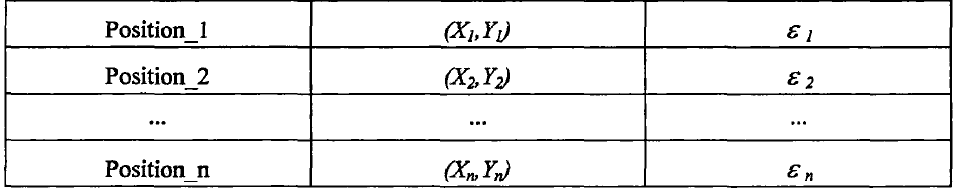 Position_1 (X1,Y1) ε1
Position_2 (X2,Y2) ε2
... ... ...
Position_n (Xn,Yn) εn